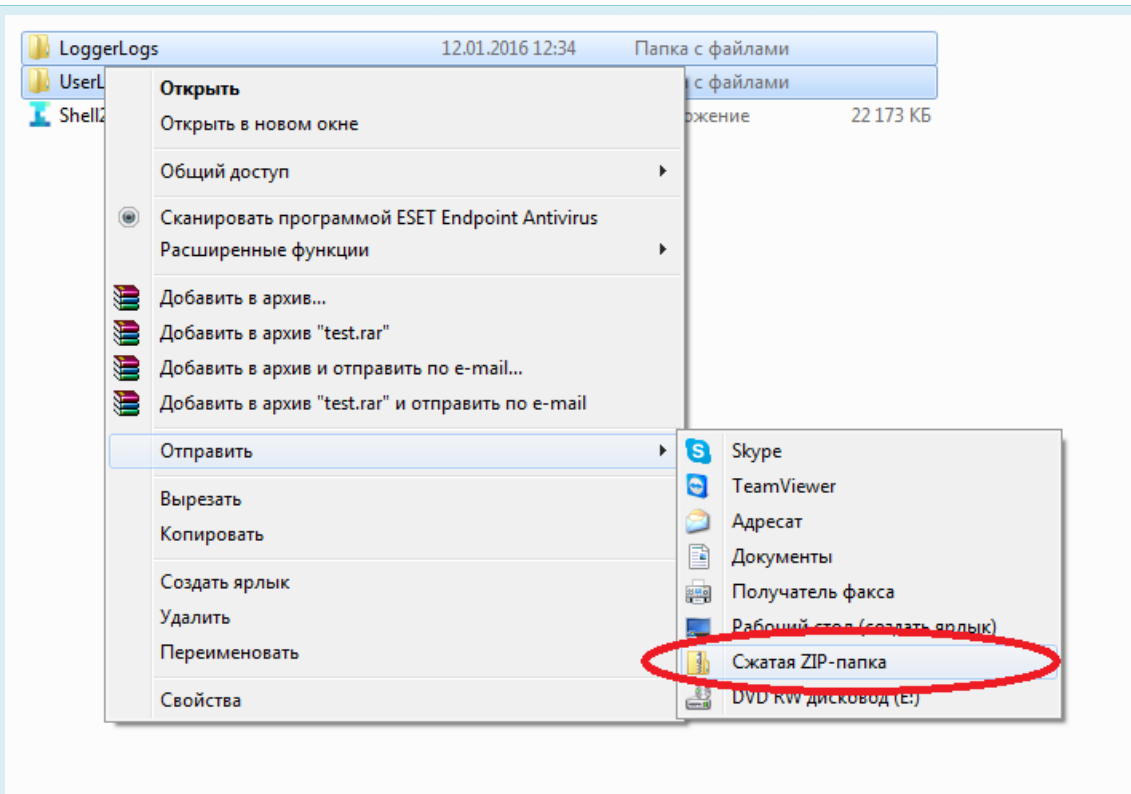 LoggerLogs 12.01.2016 12:34 Папка с файлами
UserL с файлами
Shell 22 173 КБ
Открыть
Открыть в новом окне
Общий доступ
Сканировать программой ESET Endpoint Antivirus
Расширенные функции
Добавить в архив...
Добавить в архив "test.rar"
Добавить в архив и отправить по e-mail...
Добавить в архив "test.rar" и отправить по e-mail
Отправить
Вырезать
Копировать
Создать ярлык
Удалить
Переименовать
Свойства
Skype
TeamViewer
Адресат
Документы
Получатель факса
Рабочий стол (создать ярлык)
Сжатая ZIP-папка
DVD RW дисковод (E:)